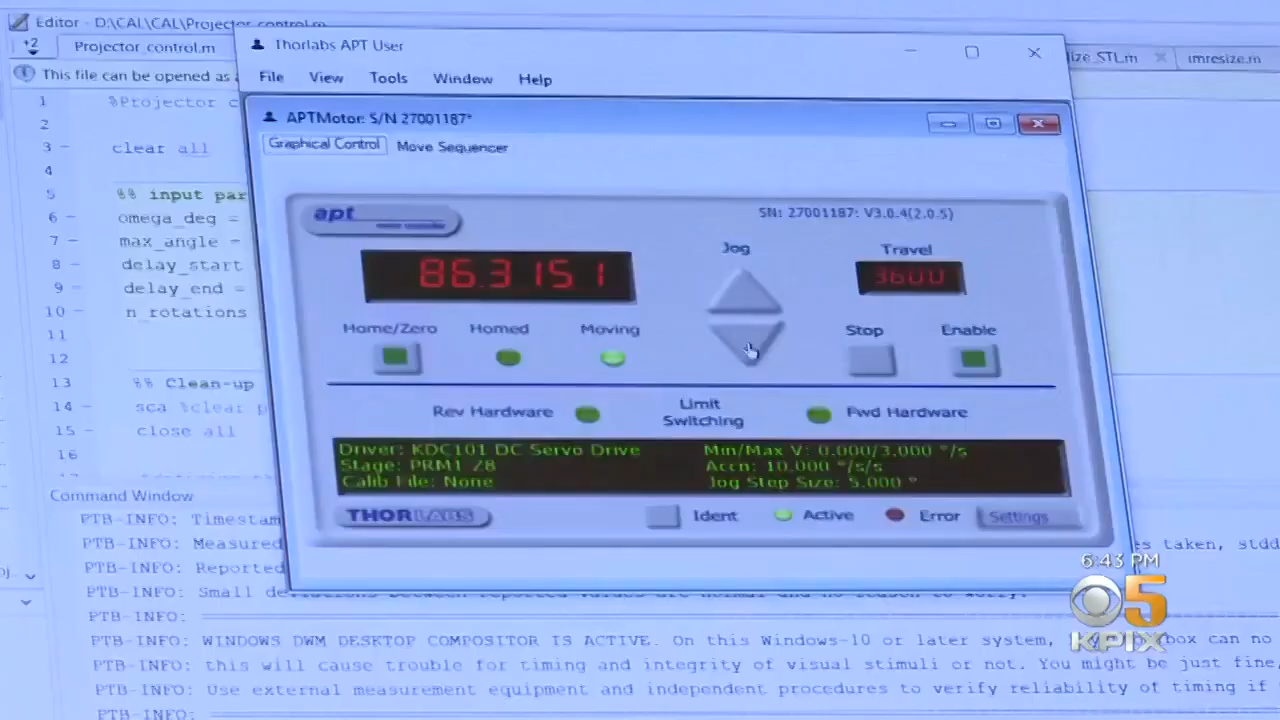 Editor - D:\CAL\CAL\Projector_control.m
+2
Projector_control.m
ize_STL.m
imresize.m
This file can be opened as
Thorlabs APT User
File View Tools Window Help
APTMotor: S/N 27001187*
Graphical Control Move Sequencer
apt
SN: 27001187: V3.0.4(2.0.5)
86.3151
Jog
Travel
3600
Home/Zero Homed Moving
Stop Enable
Rev Hardware
Limit
Switching
Fwd Hardware
Driver: KDC101 DC Servo Drive
Stage: PRM1 Z8
Calib File: None
Min/Max V: 0.000/3.000 °/s
Accn: 10.000 °/s/s
Jog Step Size: 5.000 °
THORLABS
Ident Active Error Settings
1 %Projector c
2
3 - clear all
4
5 %% input par
6 - omega_deg =
7 - max_angle =
8 - delay_start
9 - delay_end =
10 - n_rotations
11
12
13 %% Clean-up
14 - sca %clear p
15 - close all
16
Command Window
PTB-INFO: Timestam
PTB-INFO: Measured
es taken, stdd
PTB-INFO: Reported
PTB-INFO: Small deviations between reported values are normal and no reason to worry.
PTB-INFO:
PTB-INFO: WINDOWS DWM DESKTOP COMPOSITOR IS ACTIVE. On this Windows-10 or later system, box can no
PTB-INFO: this will cause trouble for timing and integrity of visual stimuli or not. You might be just fine,
PTB-INFO: Use external measurement equipment and independent procedures to verify reliability of timing if
PTB-INFO:
6:43 PM
5
KPIX